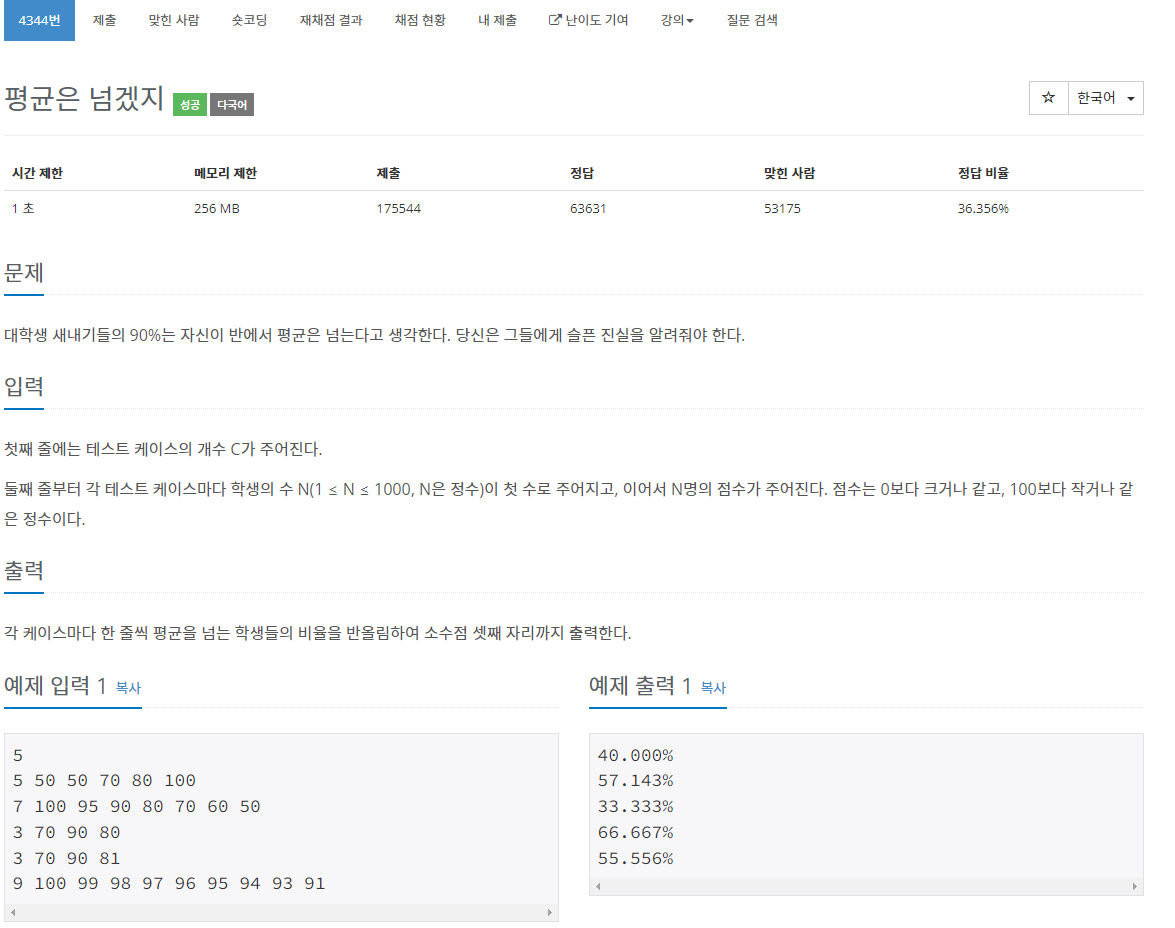 4344번 제출 맞힌 사람 숏코딩 재채점 결과 채점 현황 내 제출 난이도 기여 강의 질문 검색
평균은 넘겠지 성공 다국어 ☆ 한국어
시간 제한 메모리 제한 제출 정답 맞힌 사람 정답 비율
1 초 256 MB 175544 63631 53175 36.356%
문제
대학생 새내기들의 90%는 자신이 반에서 평균은 넘는다고 생각한다. 당신은 그들에게 슬픈 진실을 알려줘야 한다.
입력
첫째 줄에는 테스트 케이스의 개수 C가 주어진다.
둘째 줄부터 각 테스트 케이스마다 학생의 수 N(1 ≤ N ≤ 1000, N은 정수)이 첫 수로 주어지고, 이어서 N명의 점수가 주어진다. 점수는 0보다 크거나 같고, 100보다 작거나 같
은 정수이다.
출력
각 케이스마다 한 줄씩 평균을 넘는 학생들의 비율을 반올림하여 소수점 셋째 자리까지 출력한다.
예제 입력 1 복사
5
5 50 50 70 80 100
7 100 95 90 80 70 60 50
3 70 90 80
3 70 90 81
9 100 99 98 97 96 95 94 93 91
예제 출력 1 복사
40.000%
57.143%
33.333%
66.667%
55.556%